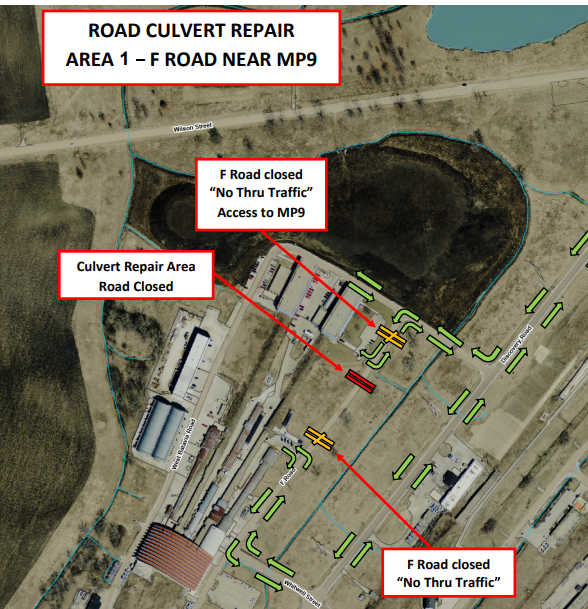 ROAD CULVERT REPAIR
AREA 1 – F ROAD NEAR MP9
Wilson Street
F Road closed
“No Thru Traffic”
Access to MP9
Culvert Repair Area
Road Closed
Discovery Road
West Batavia Road
F Road
F Road closed
“No Thru Traffic”
Whitwell Street